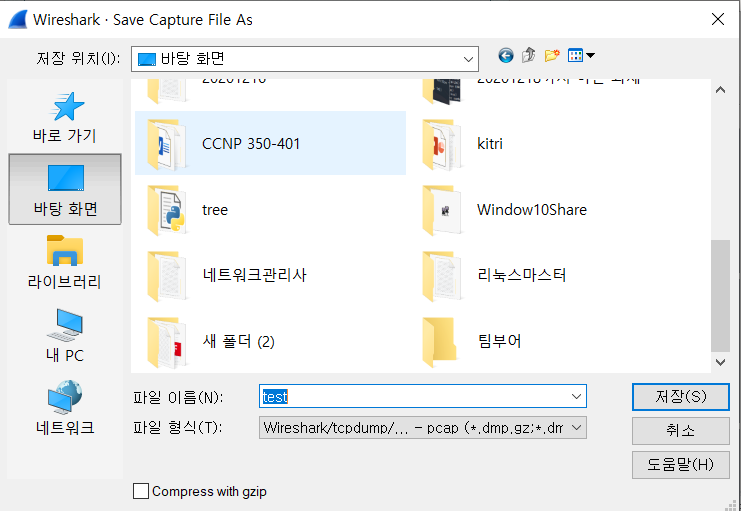 Wireshark · Save Capture File As
저장 위치(I):
바탕 화면
바로 가기
바탕 화면
라이브러리
내 PC
네트워크
CCNP 350-401
kitri
tree
Window10Share
네트워크관리사
리눅스마스터
새 폴더 (2)
팀부어
파일 이름(N):
test
저장(S)
파일 형식(T):
Wireshark/tcpdump/... – pcap (*.dmp.gz;*.dm
취소
도움말(H)
Compress with gzip